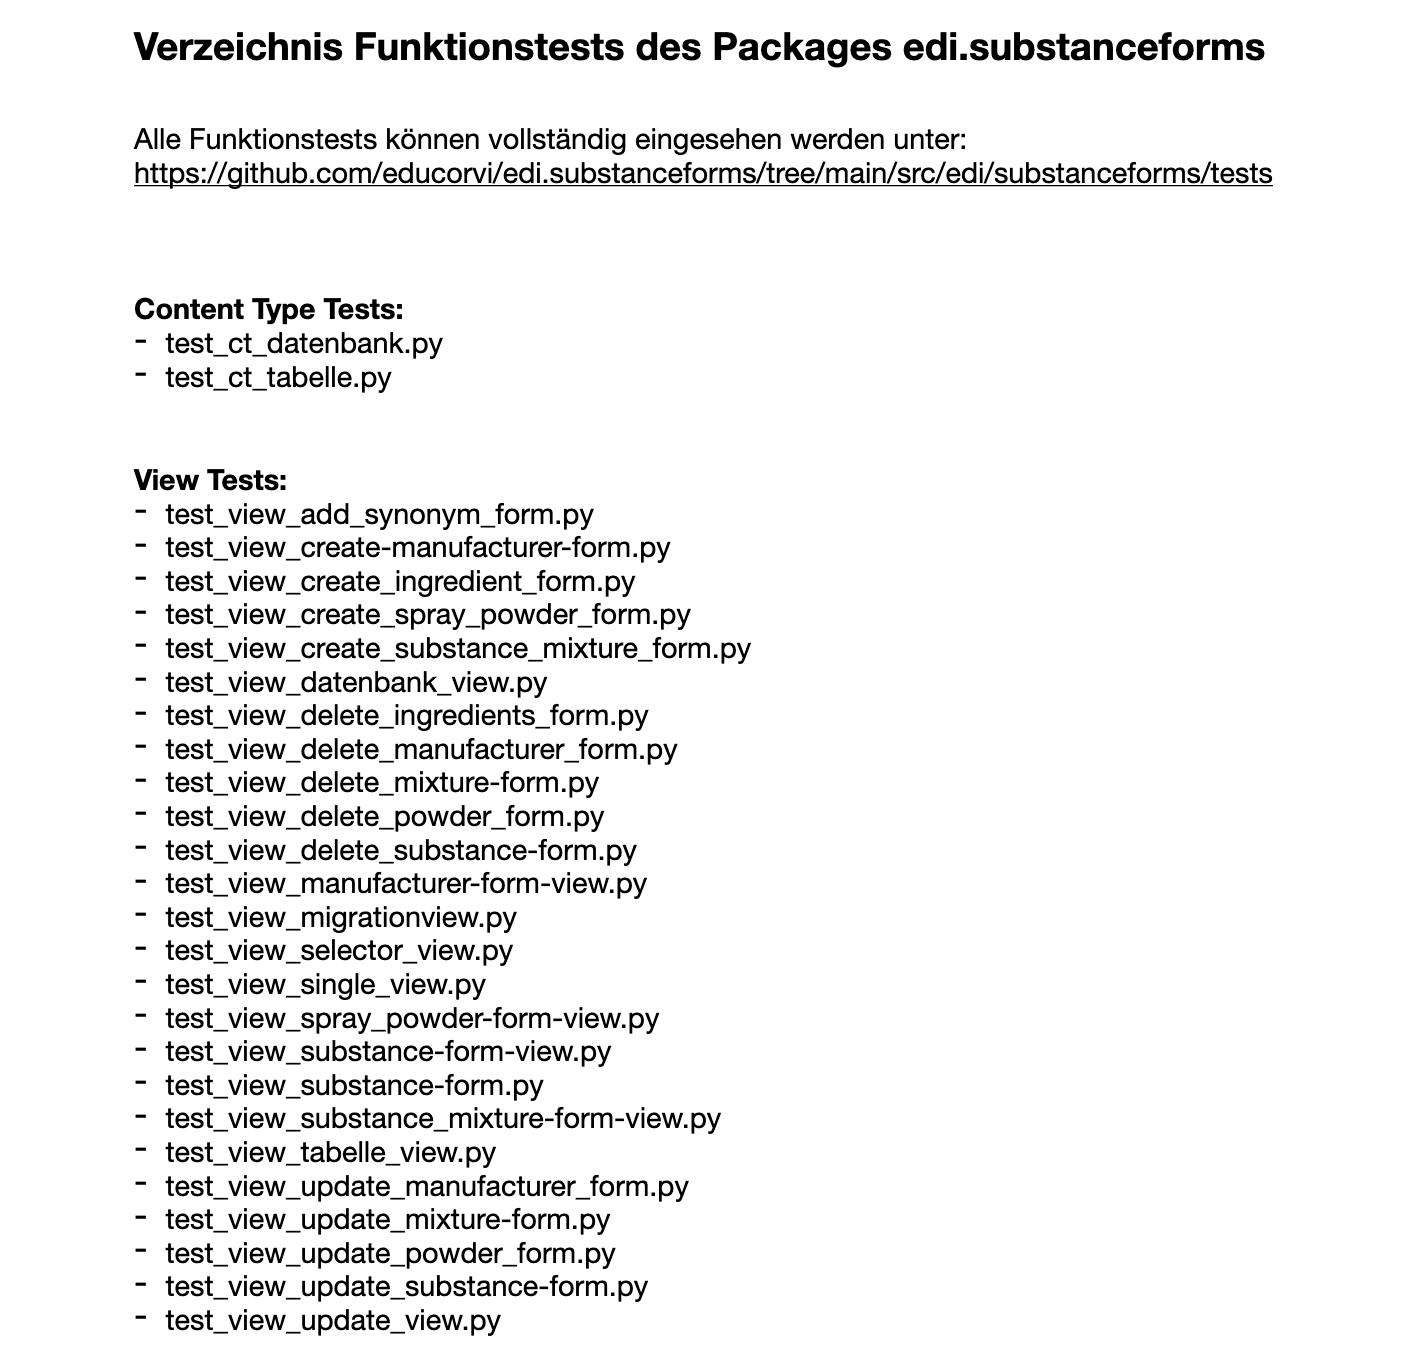 Verzeichnis Funktionstests des Packages edi.substanceforms
Alle Funktionstests können vollständig eingesehen werden unter:
https://github.com/educorvi/edi.substanceforms/tree/main/src/edi/substanceforms/tests
Content Type Tests:
- test_ct_datenbank.py
- test_ct_tabelle.py
View Tests:
- test_view_add_synonym_form.py
- test_view_create-manufacturer-form.py
- test_view_create_ingredient_form.py
- test_view_create_spray_powder_form.py
- test_view_create_substance_mixture_form.py
- test_view_datenbank_view.py
- test_view_delete_ingredients_form.py
- test_view_delete_manufacturer_form.py
- test_view_delete_mixture-form.py
- test_view_delete_powder_form.py
- test_view_delete_substance-form.py
- test_view_manufacturer-form-view.py
- test_view_migrationview.py
- test_view_selector_view.py
- test_view_single_view.py
- test_view_spray_powder-form-view.py
- test_view_substance-form-view.py
- test_view_substance-form.py
- test_view_substance_mixture-form-view.py
- test_view_tabelle_view.py
- test_view_update_manufacturer_form.py
- test_view_update_mixture-form.py
- test_view_update_powder_form.py
- test_view_update_substance-form.py
- test_view_update_view.py